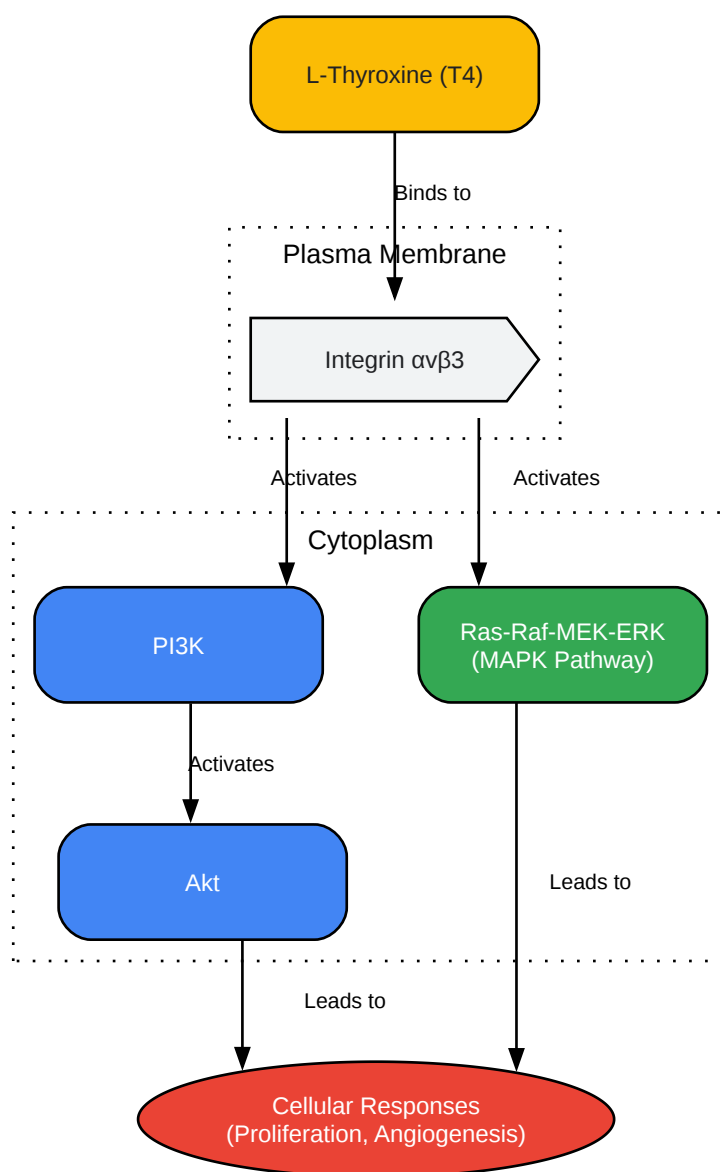 L-Thyroxine (T4)
Binds to
Plasma Membrane
Integrin αvβ3
Activates
Activates
Cytoplasm
PI3K
Ras-Raf-MEK-ERK
(MAPK Pathway)
Activates
Akt
Leads to
Leads to
Cellular Responses
(Proliferation, Angiogenesis)